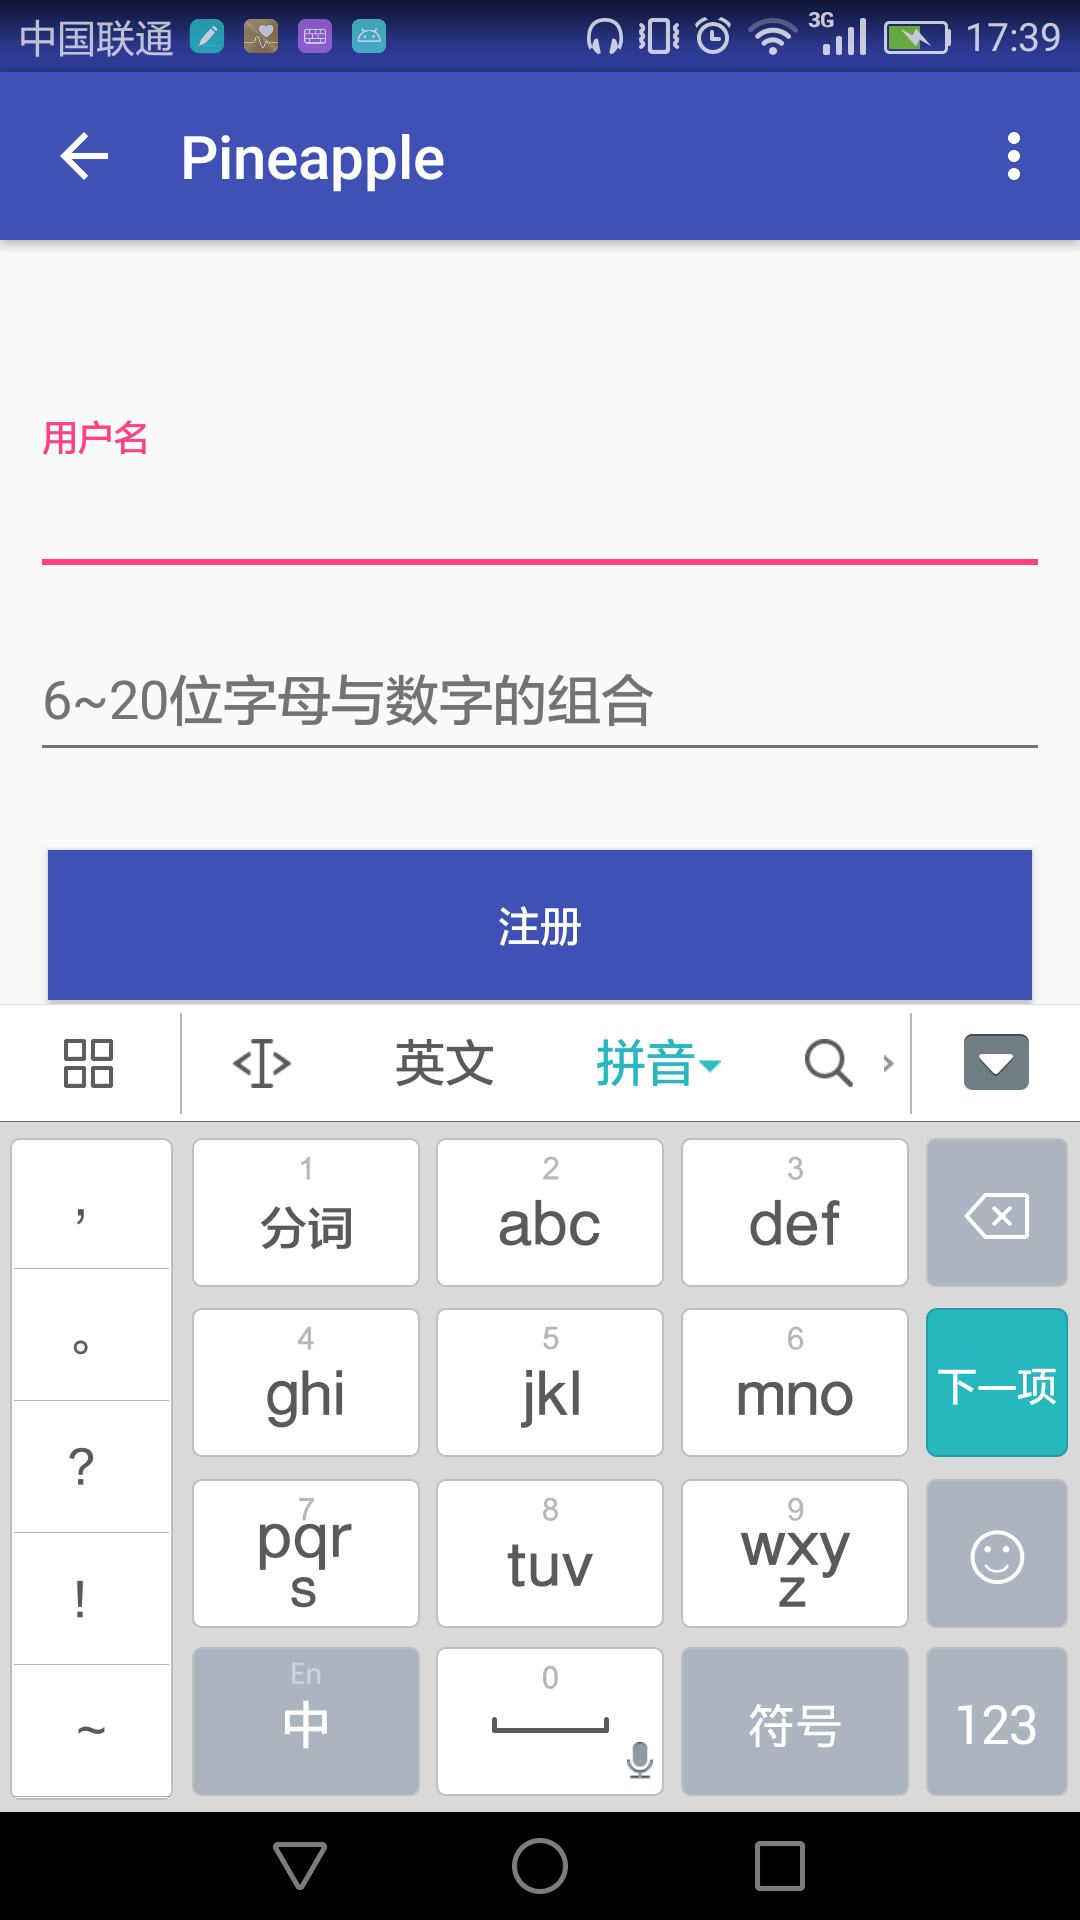 中国联通 3G 17:39
Pineapple
用户名
6~20位字母与数字的组合
注册
英文 拼音
, 1 2 3
分词 abc def
。 4 5 6
ghi jkl mno 下一项
? 7 8 9
pqrs tuv wxyz
!
~ En 0
中 符号 123